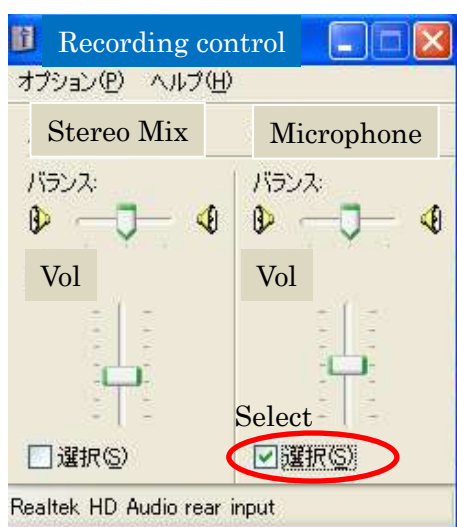 Recording control
オプション(P) ヘルプ(H)
Stereo Mix Microphone
バランス: バランス:
Vol Vol
Select
選択(S) 選択(S)
Realtek HD Audio rear input